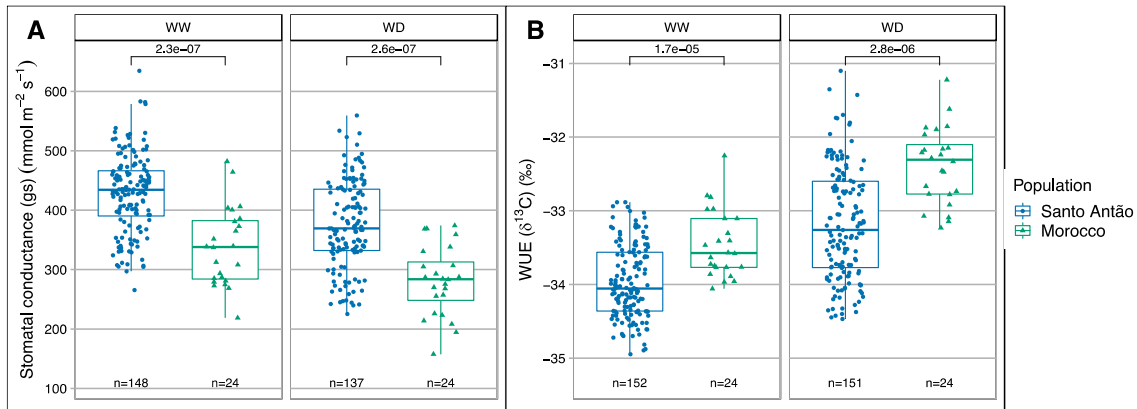 A
WW
WD
2.3e−07
2.6e−07
Stomatal conductance (gs) (mmol m⁻² s⁻¹)
600
500
400
300
200
100
n=148
n=24
n=137
n=24
B
WW
WD
1.7e−05
2.8e−06
WUE (δ¹³C) (‰)
−31
−32
−33
−34
−35
n=152
n=24
n=151
n=24
Population
Santo Antão
Morocco